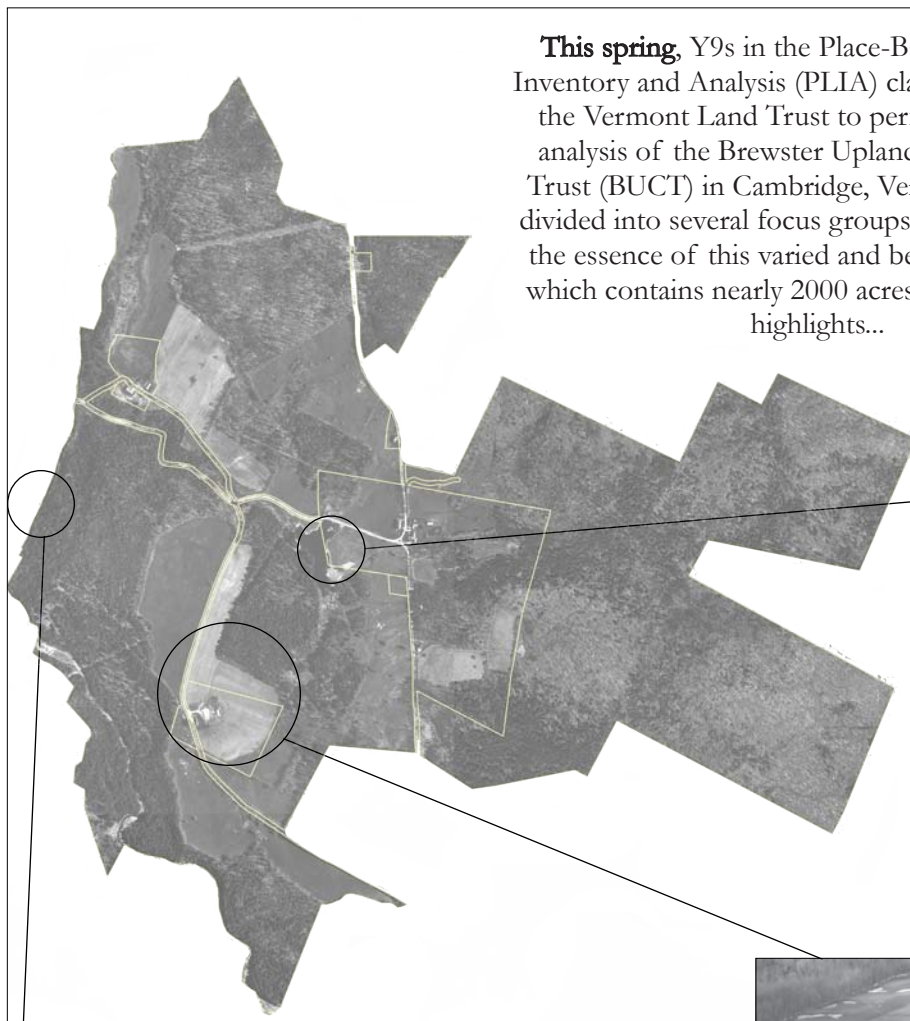 This spring, Y9s in the Place-B
Inventory and Analysis (PLIA) cla
the Vermont Land Trust to per
analysis of the Brewster Upland
Trust (BUCT) in Cambridge, Ve
divided into several focus groups
the essence of this varied and be
which contains nearly 2000 acres
highlights...